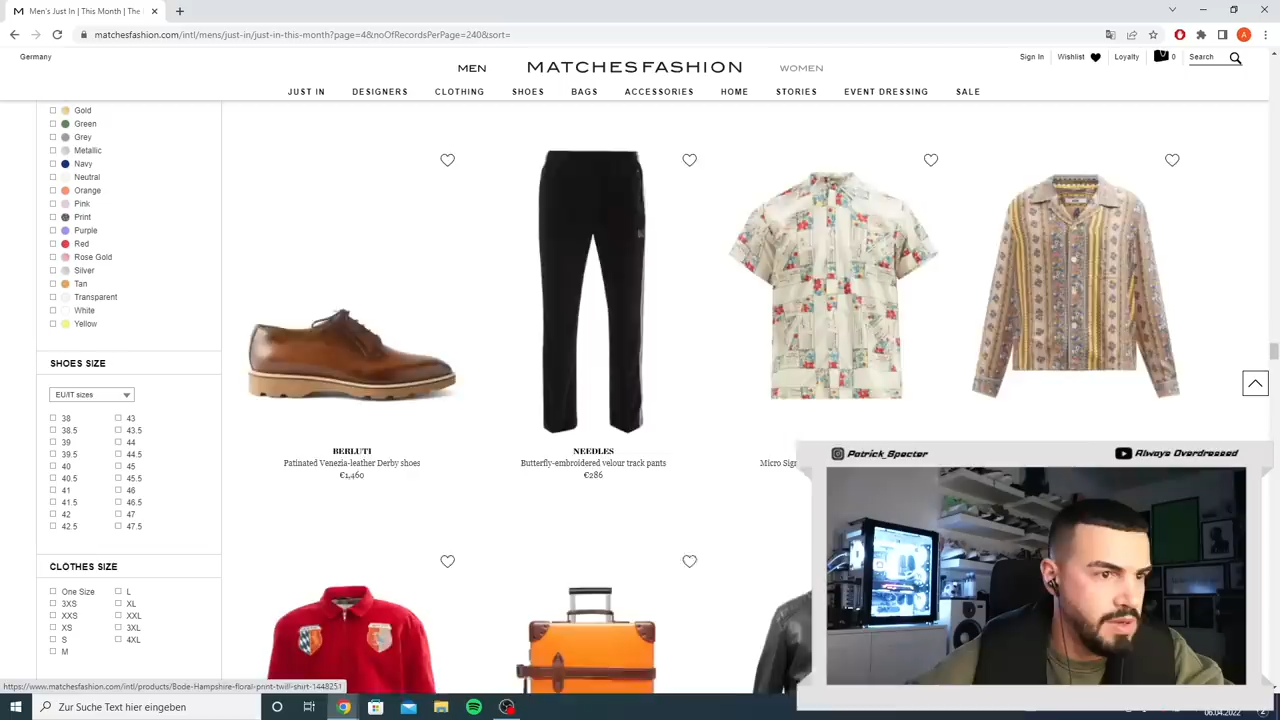 Men's Just In | This Month | The
matchesfashion.com/intl/mens/just-in/just-in-this-month?page=4&noOfRecordsPerPage=240&sort=
Germany
MEN
MATCHESFASHION
WOMEN
Sign In
Wishlist
Loyalty
0
Search
JUST IN
DESIGNERS
CLOTHING
SHOES
BAGS
ACCESSORIES
HOME
STORIES
EVENT DRESSING
SALE
Gold
Green
Grey
Metallic
Navy
Neutral
Orange
Pink
Print
Purple
Red
Rose Gold
Silver
Tan
Transparent
White
Yellow
SHOES SIZE
EU/IT sizes
38 43
38.5 43.5
39 44
39.5 44.5
40 45
40.5 45.5
41 46
41.5 46.5
42 47
42.5 47.5
CLOTHES SIZE
One Size L
3XS XL
XXS XXL
XS 3XL
S 4XL
M
BERLUTI
Patinated Venezia-leather Derby shoes
€1,460
NEEDLES
Butterfly-embroidered velour track pants
€286
Micro Sign
Patrick_Specter
Always Overdressed
https://www.matchesfashion.com/intl/products/Bode-Hampshire-floral-print-twill-shirt-1448251
Zur Suche Text hier eingeben
06.04.2022